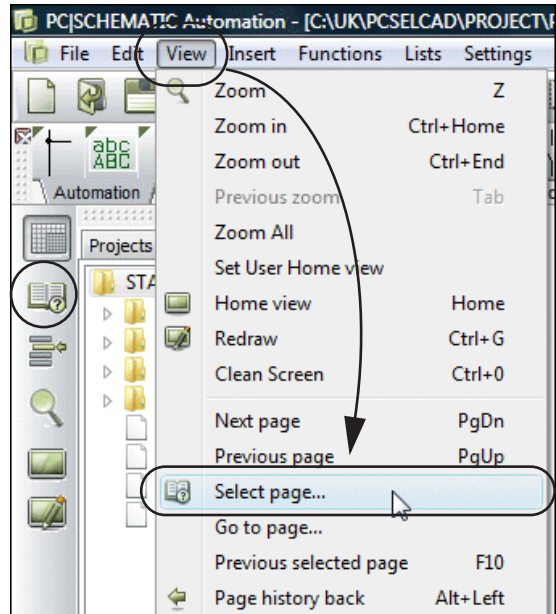 PC|SCHEMATIC Automation - [C:\UK\PCSELCAD\PROJECT\
File Edit View Insert Functions Lists Settings
Zoom Z
Zoom in Ctrl+Home
abc
ABC
Zoom out Ctrl+End
Automation
Previous zoom Tab
Projects
Zoom All
STA
Set User Home view
Home view Home
Redraw Ctrl+G
Clean Screen Ctrl+0
Next page PgDn
Previous page PgUp
Select page...
Go to page...
Previous selected page F10
Page history back Alt+Left